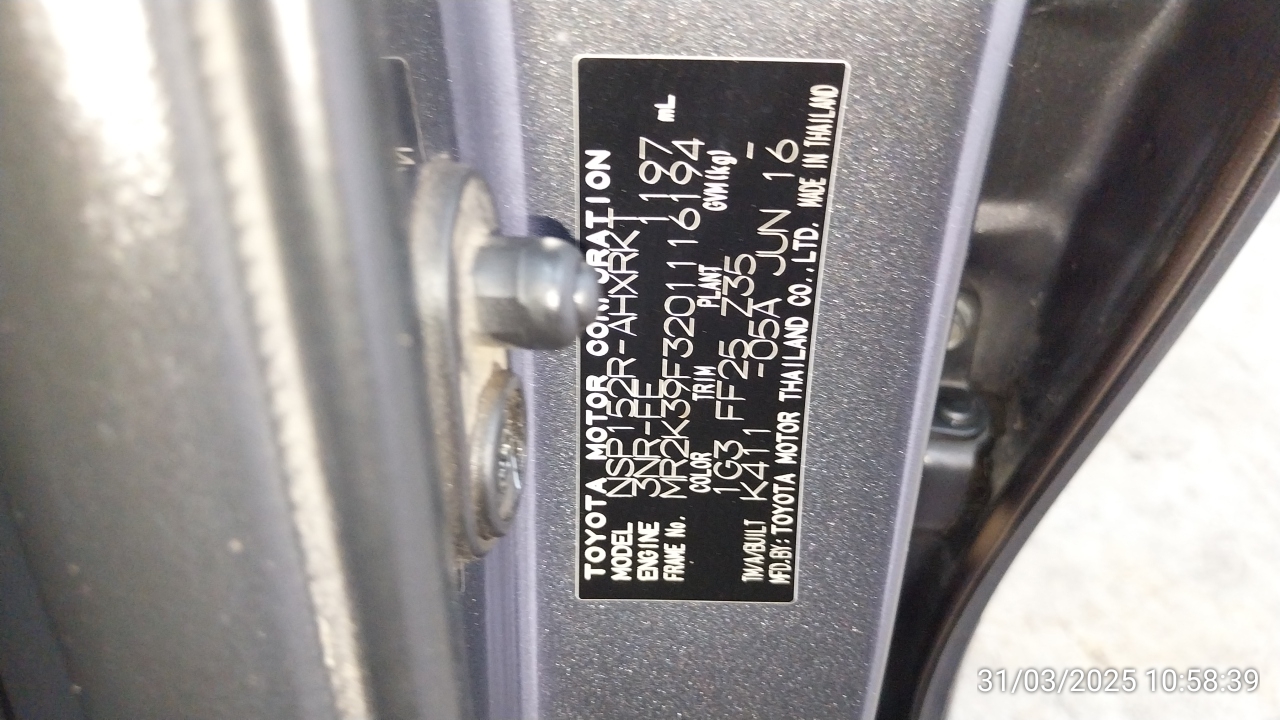 TOYOTA MOTOR CORPORATION
MODEL NSP152R-AHXRKT
ENGINE 3NR-FE 1197 mL
FRAME No. MR2K39F3201116194
COLOR TRIM PLANT GVM(kg)
1G3 FF25 Z35 -
TM/A/BUILT K411 -05A JUN 16
MFD.BY: TOYOTA MOTOR THAILAND CO.,LTD. MADE IN THAILAND
31/03/2025 10:58:39